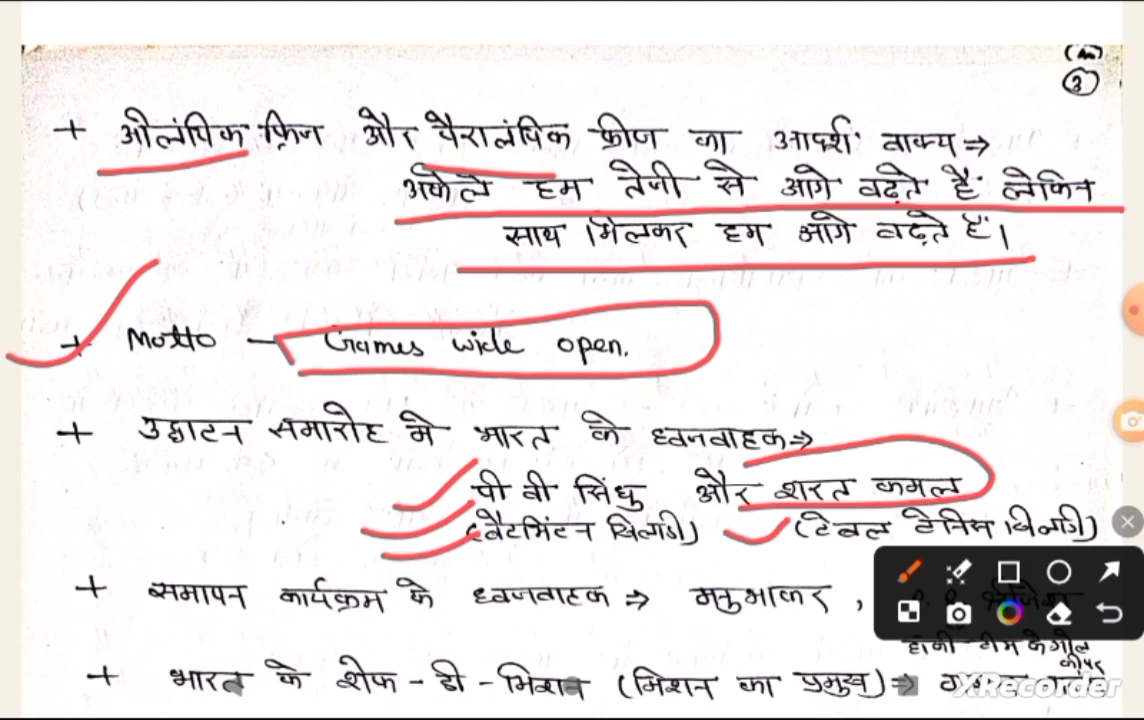 3
+ ओलंपिक फ्रिज और पैरालंपिक फ्रीज का आदर्श वाक्य ⇒
अकेले हम तेजी से आगे बढ़ते हैं लेकिन
साथ मिलकर हम आगे बढ़ते हैं।
+ Motto — Games wide open.
+ उद्घाटन समारोह मे भारत के ध्वजवाहक ⇒
पी वी सिंधु और शरत कमल
(बैटमिंटन खिलाडी) (टेबल टेनिस खिलाडी)
+ समापन कार्यक्रम के ध्वजवाहक ⇒ मनुभाकर,
हॉकी टीम के गोल
कीपर
+ भारत के शेफ - डी - मिशन (मिशन का प्रमुख) ⇒
XRecorder